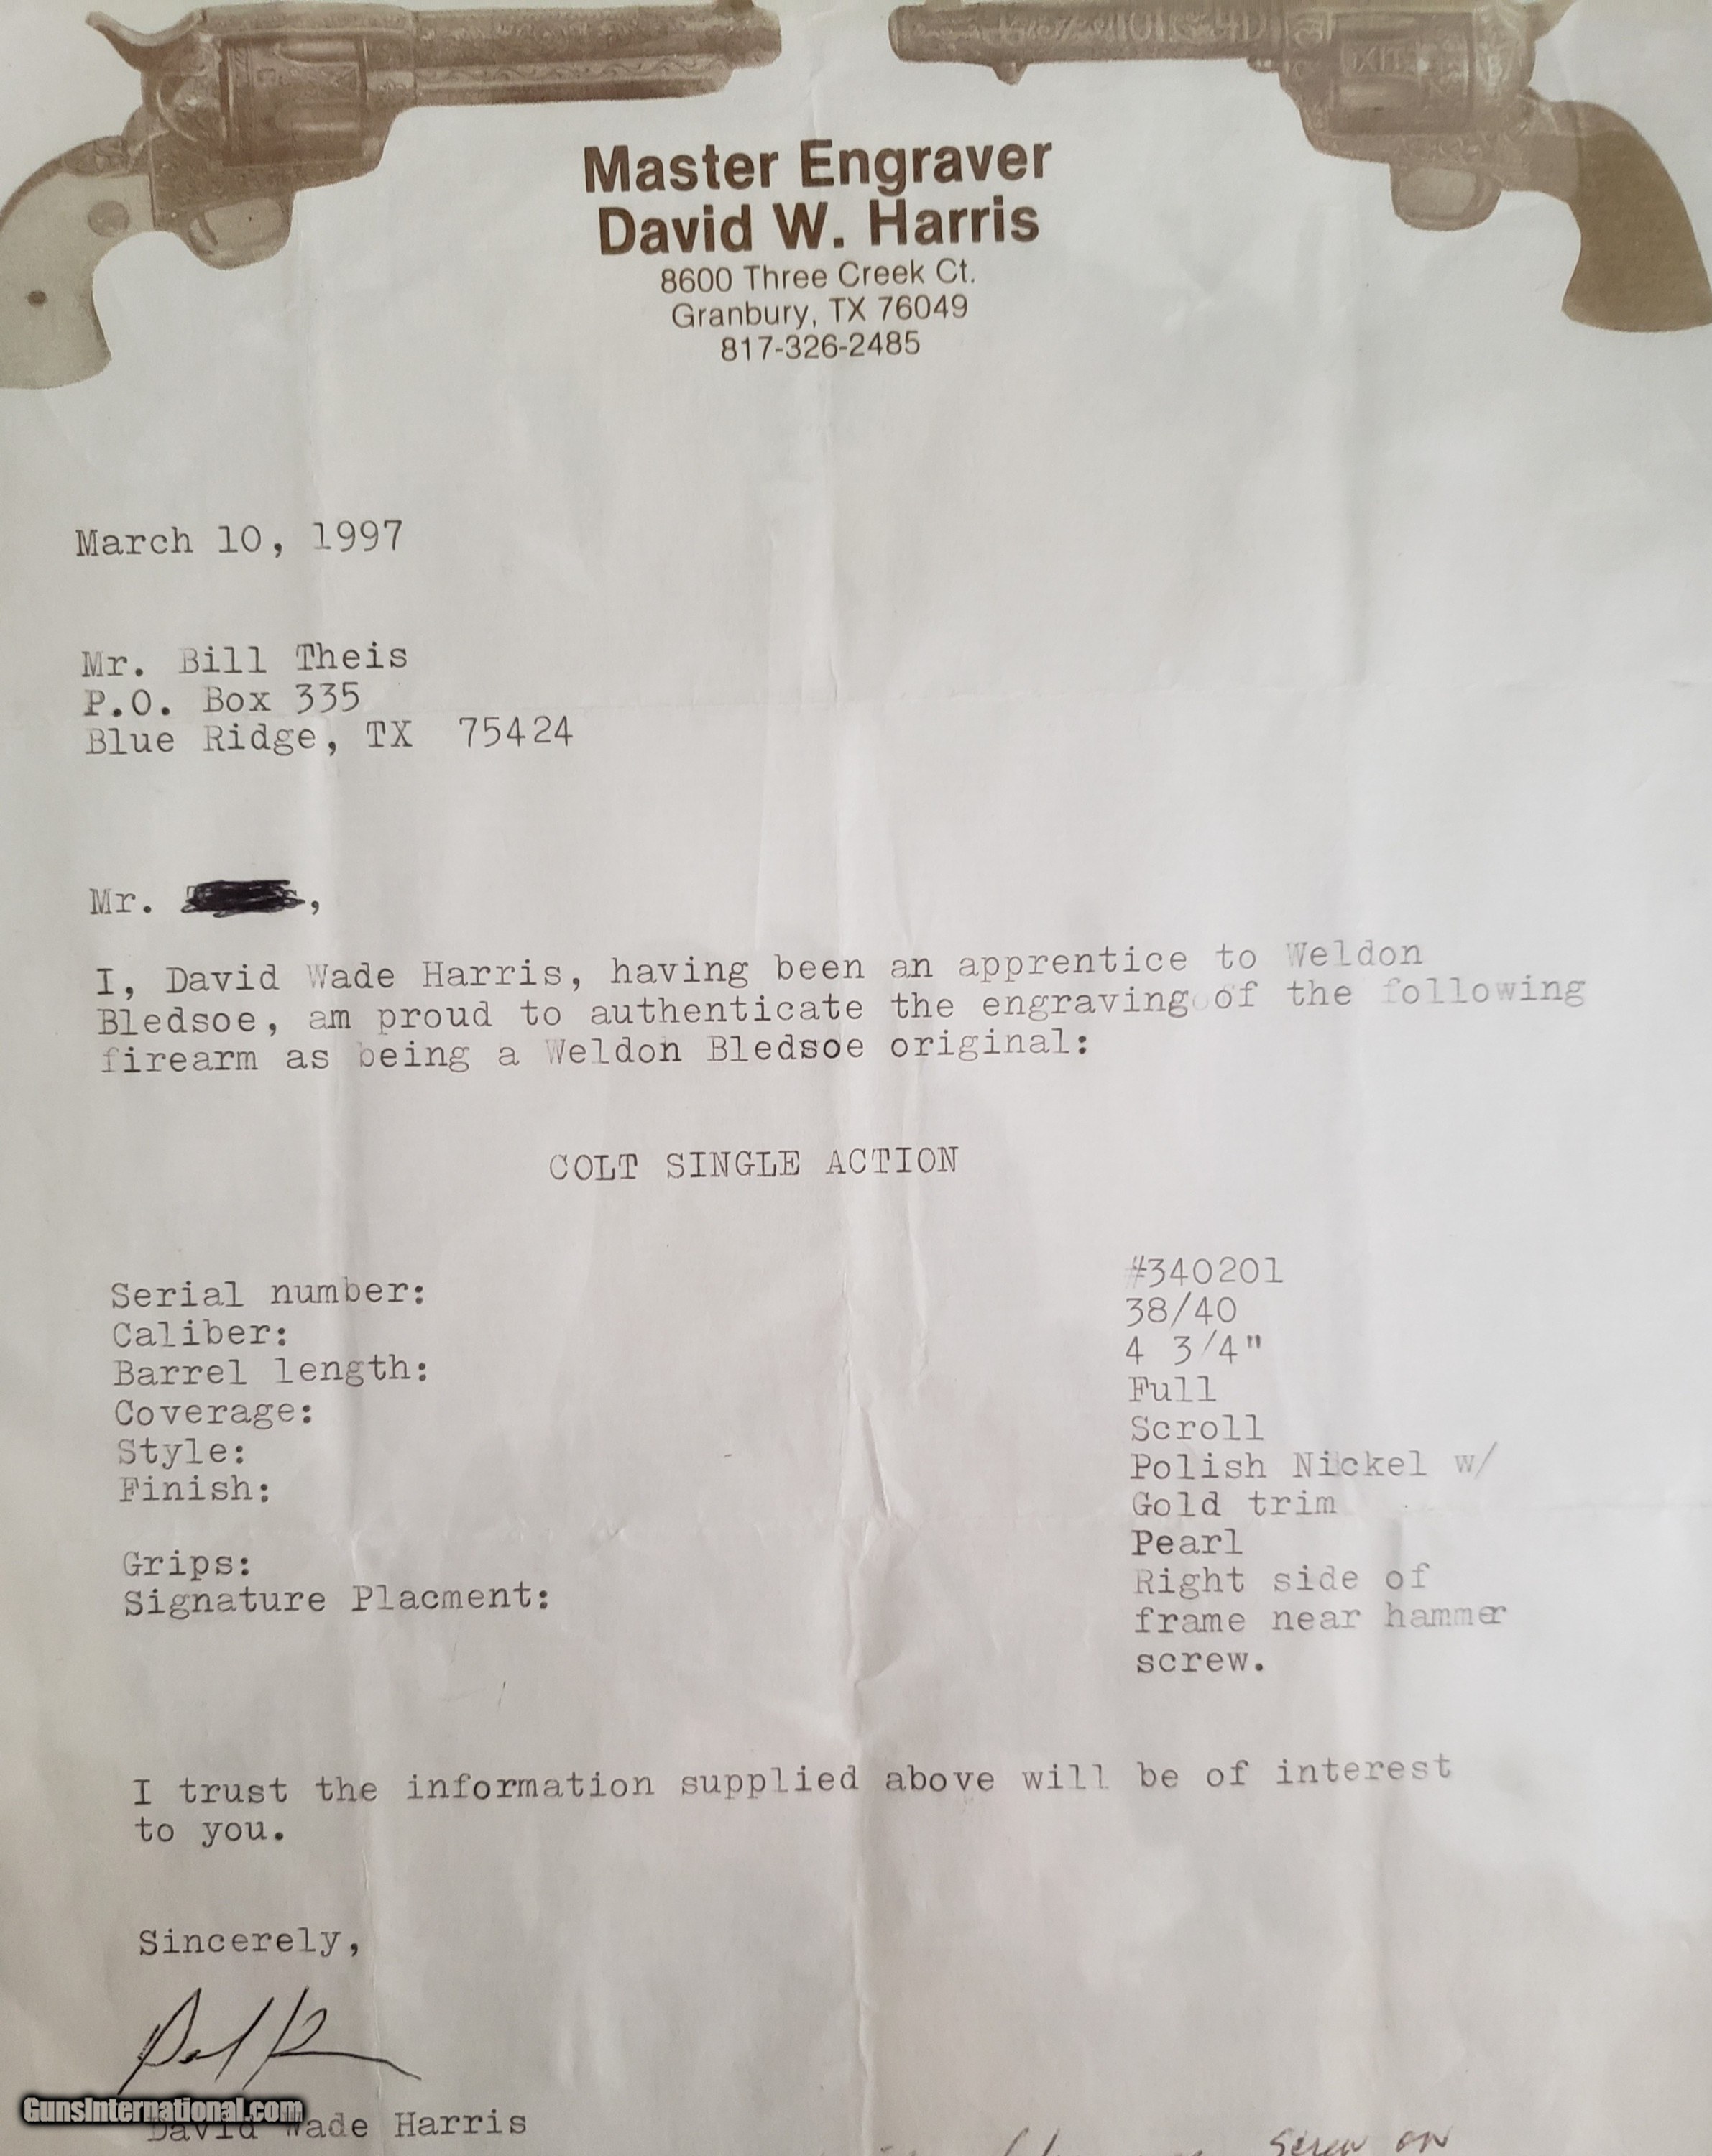 Master Engraver
David W. Harris
8600 Three Creek Ct.
Granbury, TX 76049
817-326-2485
March 10, 1997
Mr. Bill Theis
P.O. Box 335
Blue Ridge, TX 75424
Mr. ,
I, David Wade Harris, having been an apprentice to Weldon
Bledsoe, am proud to authenticate the engraving of the following
firearm as being a Weldon Bledsoe original:
COLT SINGLE ACTION
Serial number: #340201
Caliber: 38/40
Barrel length: 4 3/4"
Coverage: Full
Style: Scroll
Finish: Polish Nickel w/
Gold trim
Grips: Pearl
Signature Placment: Right side of
frame near hammer
screw.
I trust the information supplied above will be of interest
to you.
Sincerely,
GunsInternational.com
David Wade Harris
screw on